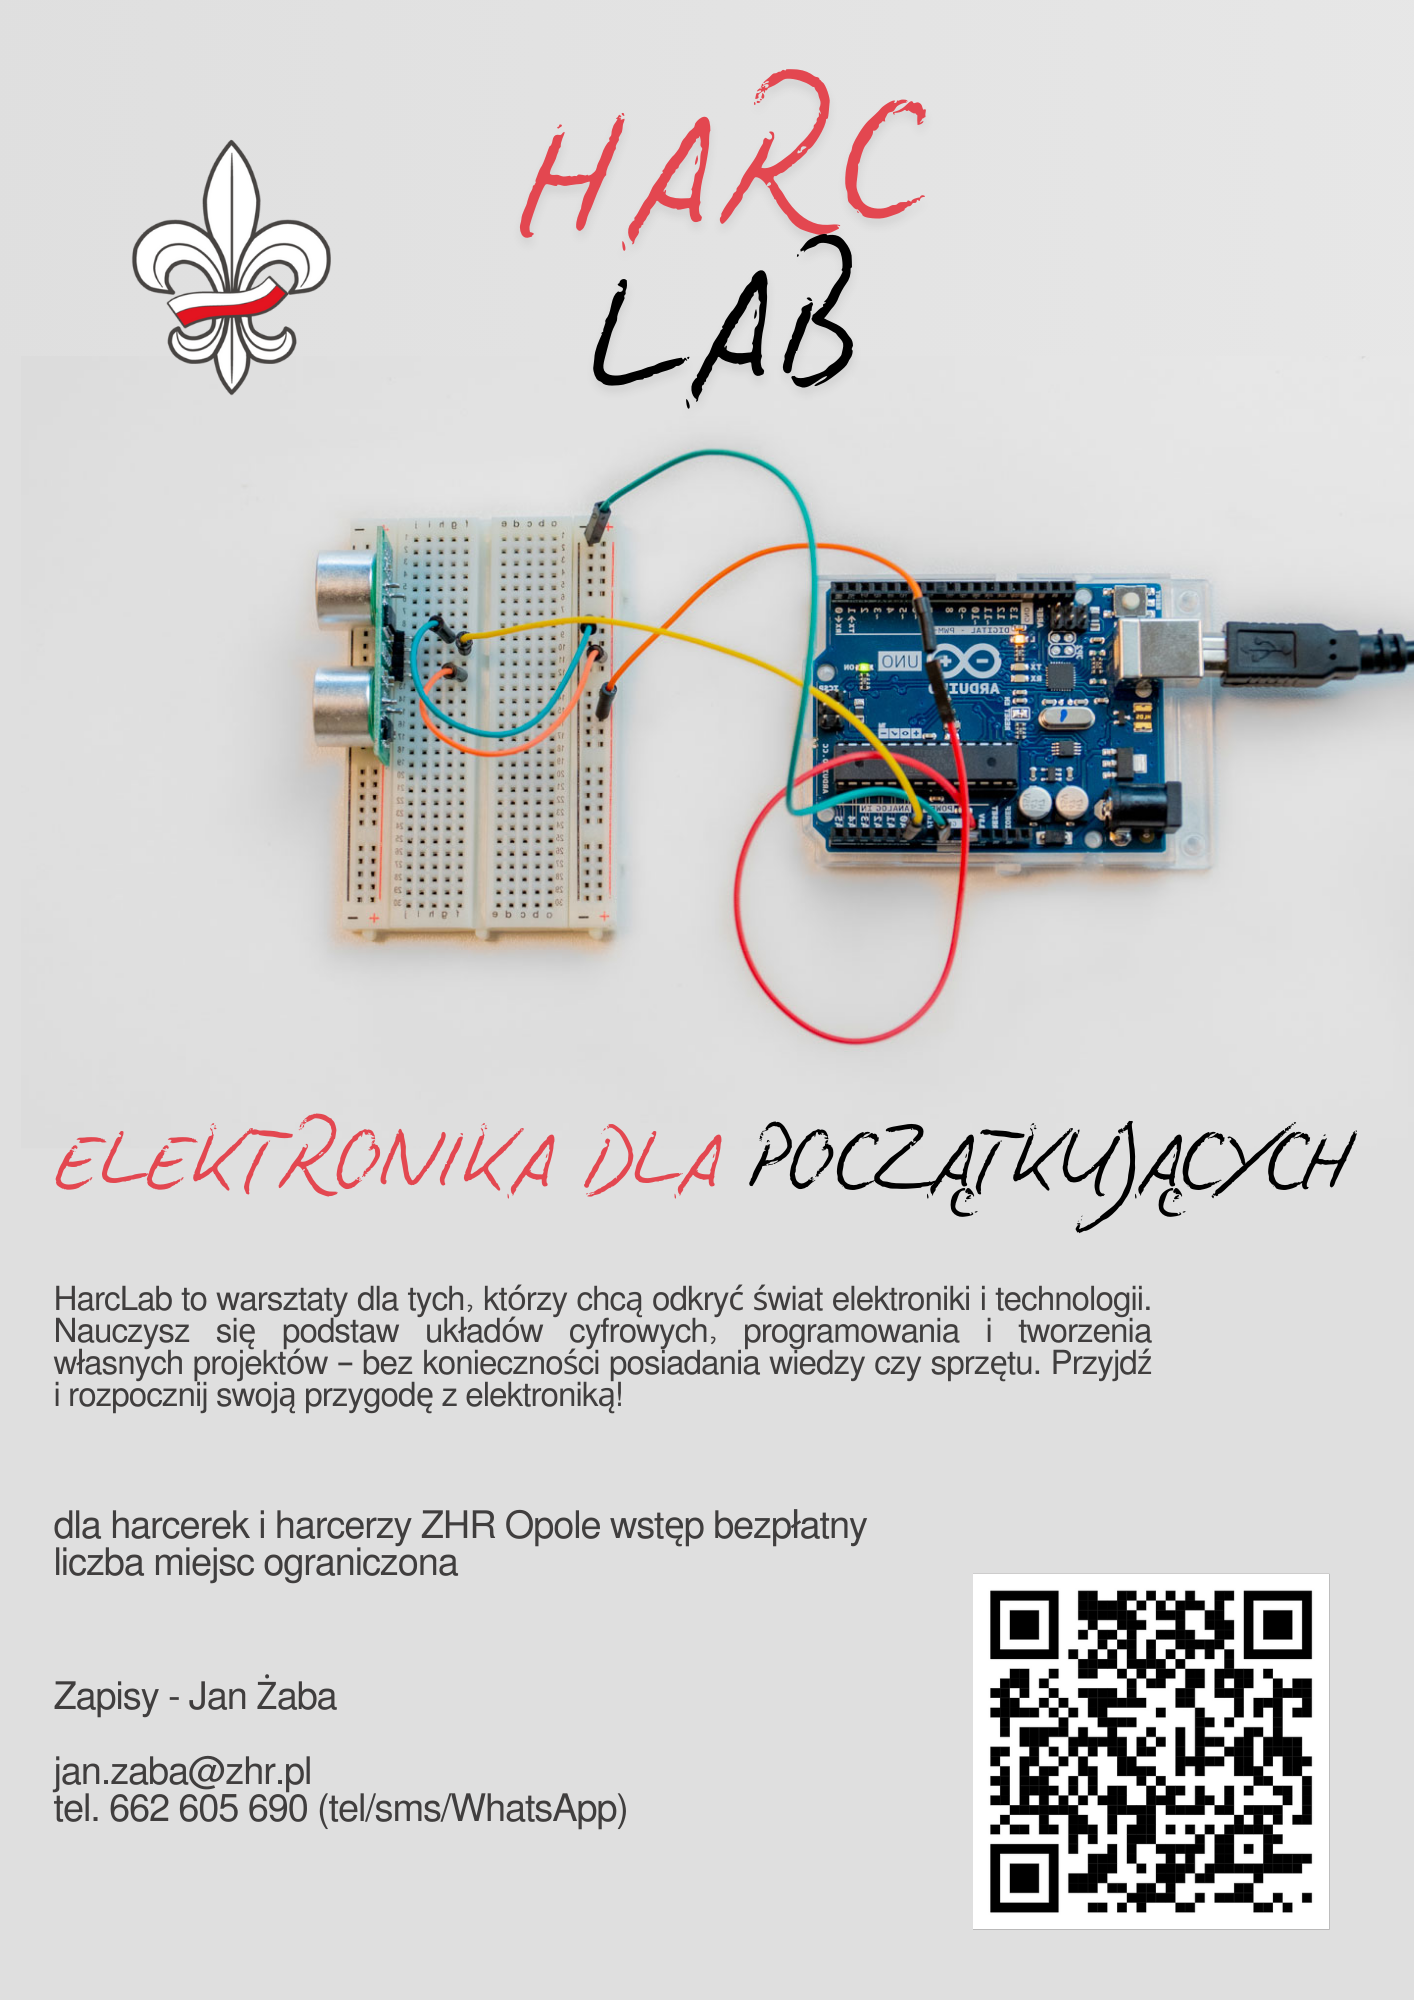 HARC
LAB
UNO
ARDUINO
ELEKTRONIKA DLA POCZĄTKUJĄCYCH
HarcLab to warsztaty dla tych, którzy chcą odkryć świat elektroniki i technologii.
Nauczysz się podstaw układów cyfrowych, programowania i tworzenia
własnych projektów – bez konieczności posiadania wiedzy czy sprzętu. Przyjdź
i rozpocznij swoją przygodę z elektroniką!
dla harcerek i harcerzy ZHR Opole wstęp bezpłatny
liczba miejsc ograniczona
Zapisy - Jan Żaba
jan.zaba@zhr.pl
tel. 662 605 690 (tel/sms/WhatsApp)